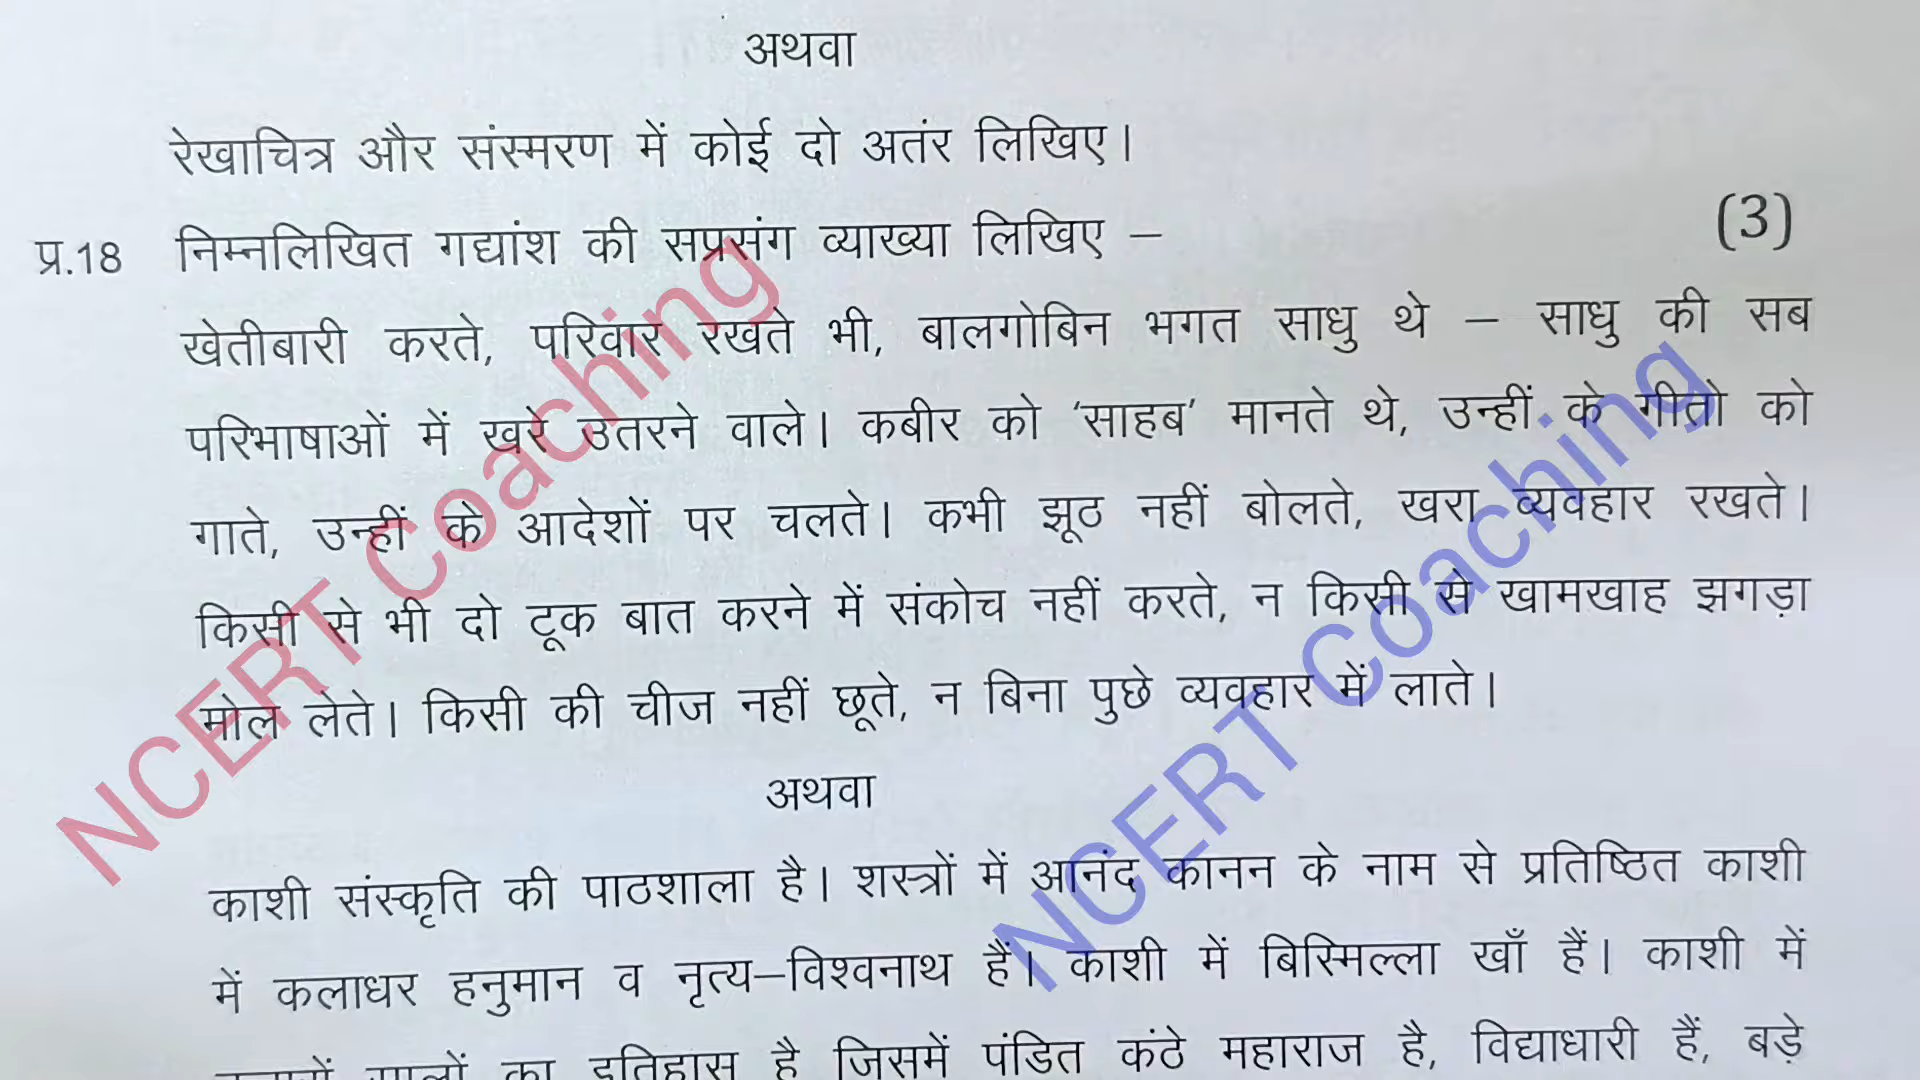 अथवा
रेखाचित्र और संस्मरण में कोई दो अतंर लिखिए।
प्र.18 निम्नलिखित गद्यांश की सप्रसंग व्याख्या लिखिए – (3)
खेतीबारी करते, परिवार रखते भी, बालगोबिन भगत साधु थे – साधु की सब
परिभाषाओं में खरे उतरने वाले। कबीर को ‘साहब’ मानते थे, उन्हीं के गीतो को
गाते, उन्हीं के आदेशों पर चलते। कभी झूठ नहीं बोलते, खरा व्यवहार रखते।
किसी से भी दो टूक बात करने में संकोच नहीं करते, न किसी से खामखाह झगड़ा
मोल लेते। किसी की चीज नहीं छूते, न बिना पुछे व्यवहार में लाते।
अथवा
काशी संस्कृति की पाठशाला है। शस्त्रों में आनंद कानन के नाम से प्रतिष्ठित काशी
में कलाधर हनुमान व नृत्य–विश्वनाथ हैं। काशी में बिस्मिल्ला खाँ हैं। काशी में
का इतिहास है जिसमें पंडित कंठे महाराज है, विद्याधारी हैं, बड़े
NCERT Coaching
NCERT Coaching